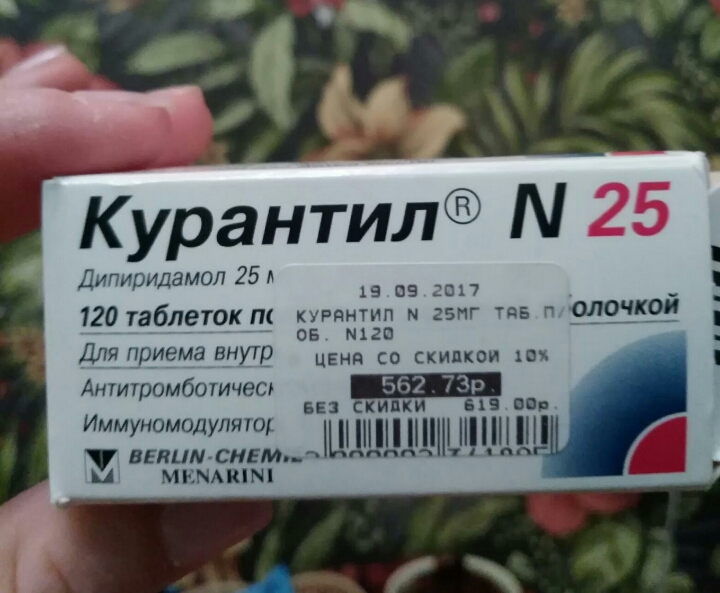 Курантил® N 25
Дипиридамол 25
120 таблеток
олочкой
Для приема внутр
Антитромботическ
Иммуномодулятор
BERLIN-CHEMIE
MENARINI
19.09.2017
КУРАНТИЛ N 25МГ ТАБ.П/
ОБ. N120
ЦЕНА СО СКИДКОЙ 10%
562.73р.
БЕЗ СКИДКИ 619.00р.